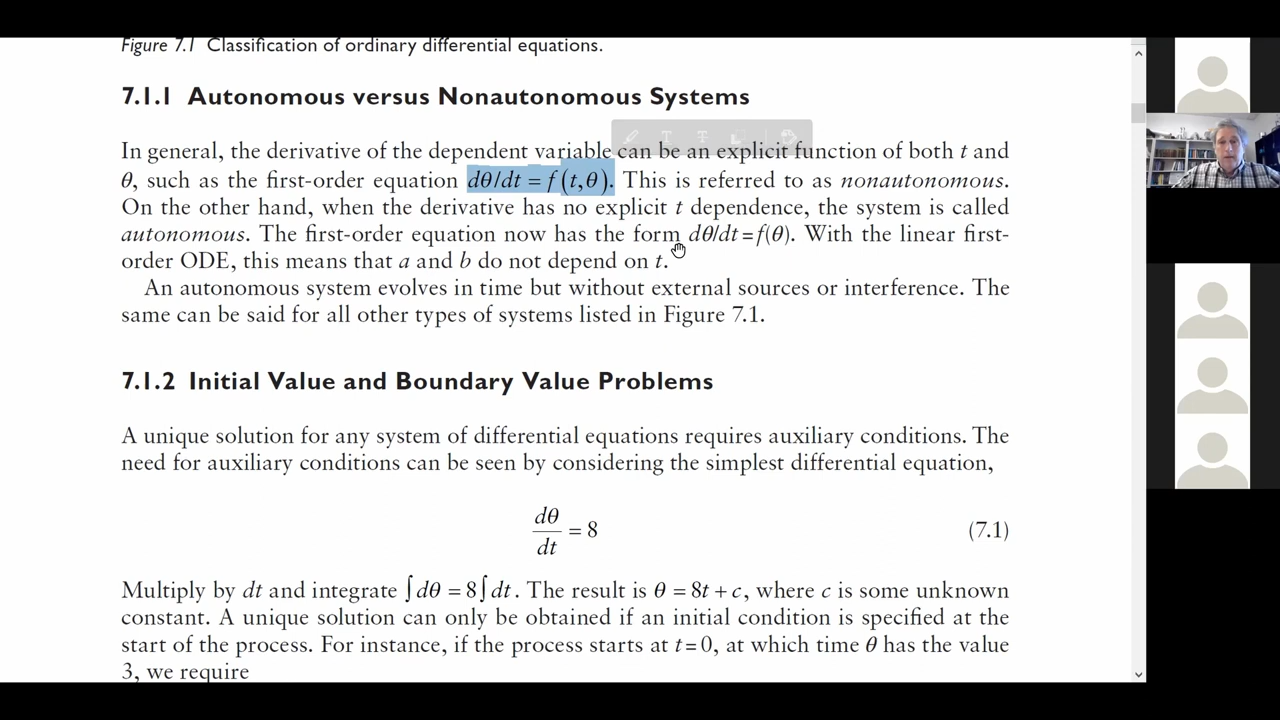 Figure 7.1 Classification of ordinary differential equations.
7.1.1 Autonomous versus Nonautonomous Systems
In general, the derivative of the dependent variable can be an explicit function of both t and
θ, such as the first-order equation dθ/dt = f(t,θ). This is referred to as nonautonomous.
On the other hand, when the derivative has no explicit t dependence, the system is called
autonomous. The first-order equation now has the form dθ/dt=f(θ). With the linear first-
order ODE, this means that a and b do not depend on t.
An autonomous system evolves in time but without external sources or interference. The
same can be said for all other types of systems listed in Figure 7.1.
7.1.2 Initial Value and Boundary Value Problems
A unique solution for any system of differential equations requires auxiliary conditions. The
need for auxiliary conditions can be seen by considering the simplest differential equation,
dθ/dt = 8 (7.1)
Multiply by dt and integrate ∫dθ = 8∫dt. The result is θ = 8t + c, where c is some unknown
constant. A unique solution can only be obtained if an initial condition is specified at the
start of the process. For instance, if the process starts at t=0, at which time θ has the value
3, we require